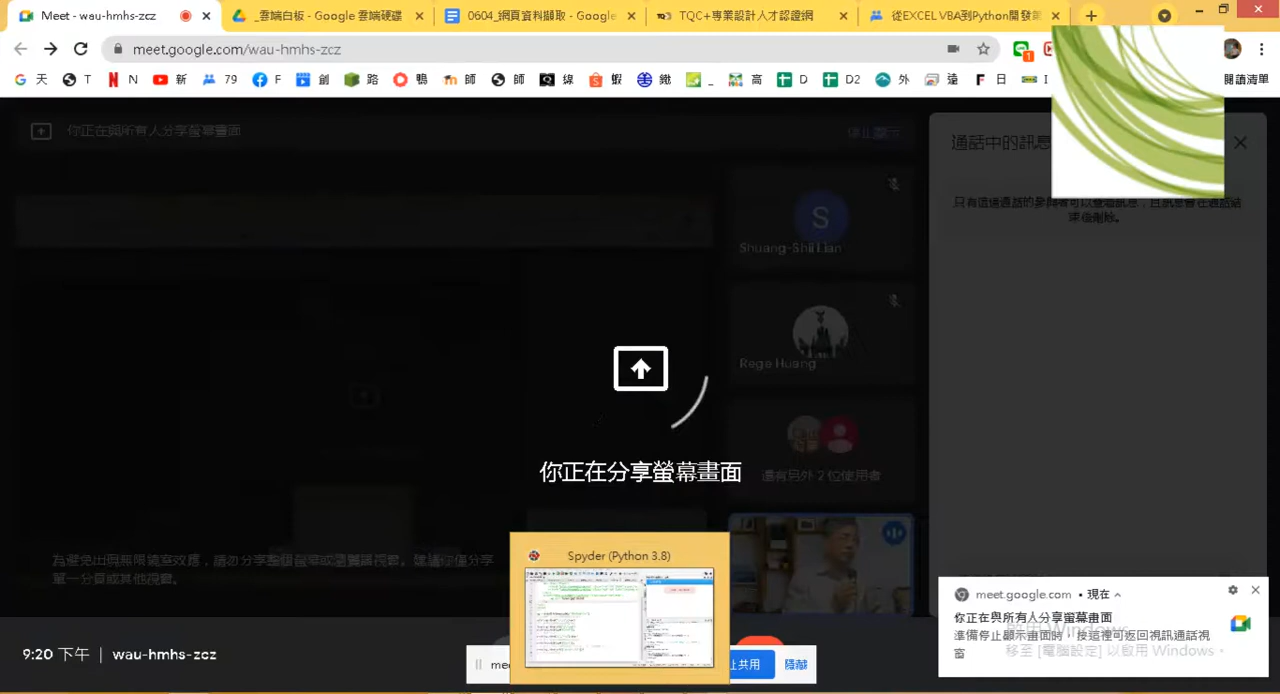 Meet - wau-hmhs-zcz
_雲端白板 - Google 雲端硬碟
0604_網頁資料擷取 - Google
TQC+專業設計人才認證網
從EXCEL VBA到Python開發
meet.google.com/wau-hmhs-zcz
1
天 T N 新 79 F 創 路 鴨 師 師 線 蝦 鐵 _ 高 D D2 外 遠 日 I 閱讀清單
你正在與所有人分享螢幕畫面
停止展示
通話中的訊息
只有這通通話的參與者可以查看訊息，且訊息會在通話結
束後刪除。
S
Shuang-Shii Lian
Rege Huang
還有另外 2 位使用者
你正在分享螢幕畫面
為避免出現無限鏡室效應，請勿分享整個螢幕或瀏覽器視窗。建議你僅分享
單一分頁或其他視窗。
Spyder (Python 3.8)
meet.google.com • 現在
你正在與所有人分享螢幕畫面
準備停止顯示畫面時，按這裡可返回視訊通話視
窗
移至 [電腦設定] 以啟用 Windows。
9:20 下午 | wau-hmhs-zcz
mee
止共用
隱藏